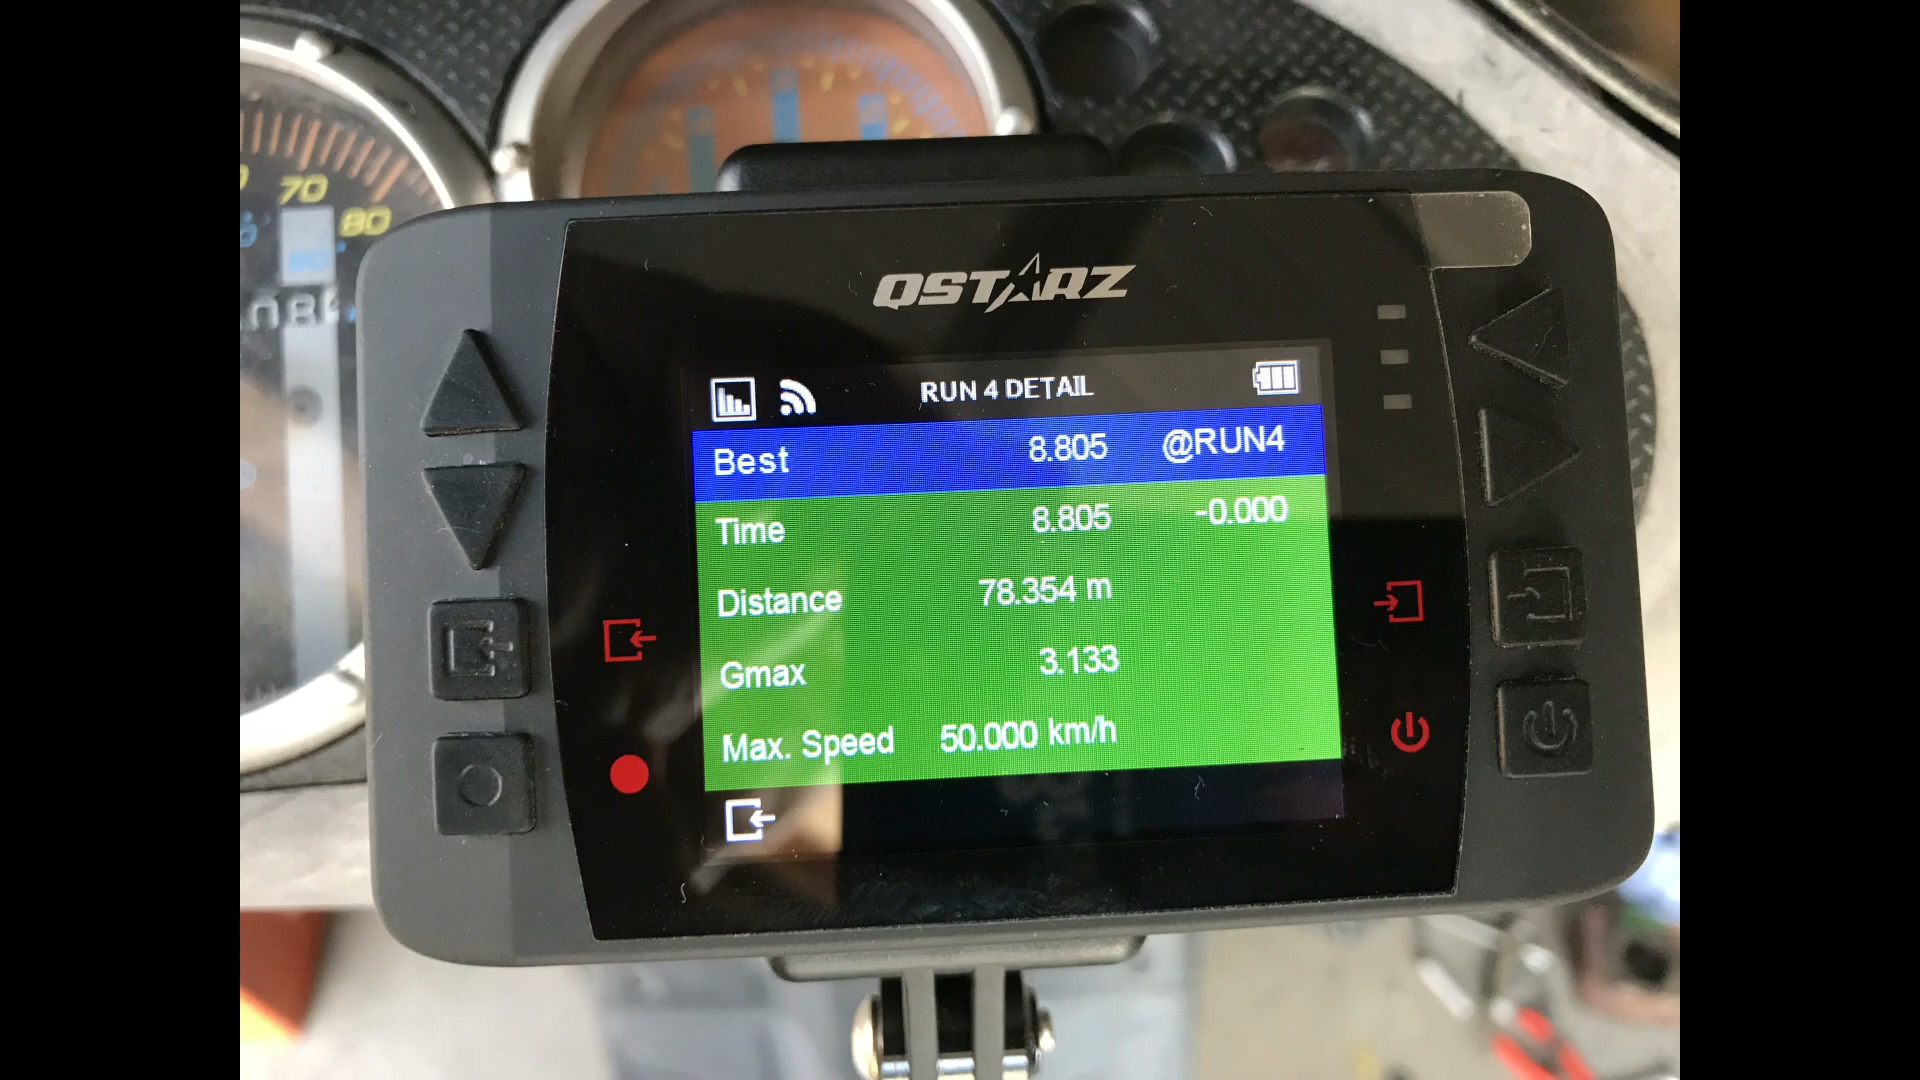 70
80
QSTARZ
RUN 4 DETAIL
Best 8.805 @RUN4
Time 8.805 -0.000
Distance 78.354 m
Gmax 3.133
Max. Speed 50.000 km/h